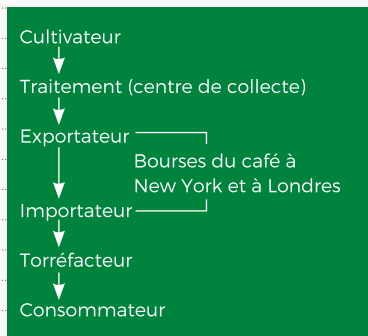 Cultivateur
Traitement (centre de collecte)
Exportateur
Bourses du café à
New York et à Londres
Importateur
Torréfacteur
Consommateur